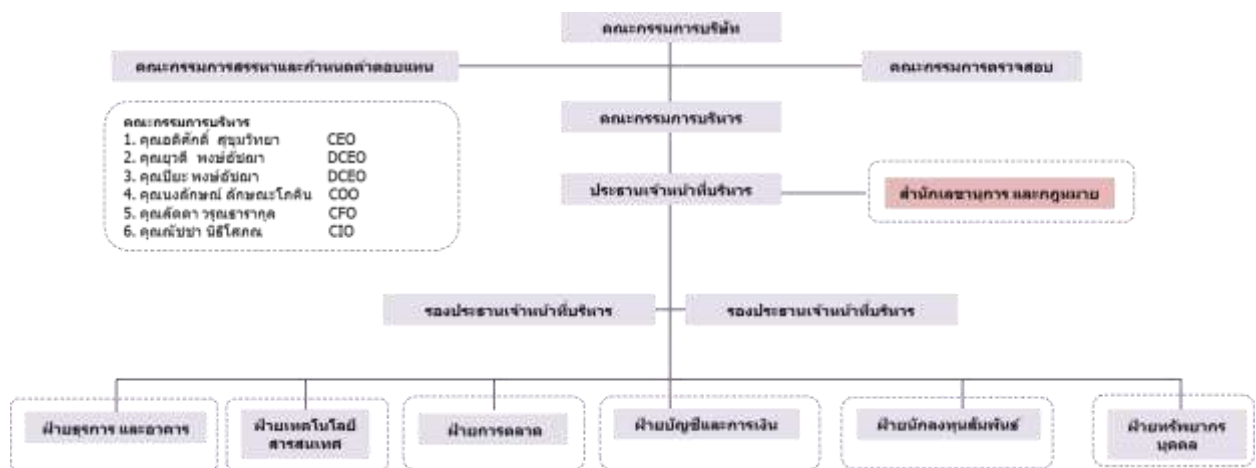 คณะกรรมการบริษัท
คณะกรรมการสรรหาและกำหนดค่าตอบแทน
คณะกรรมการตรวจสอบ
คณะกรรมการบริหาร
คณะกรรมการบริหาร
1. คุณอดิศักดิ์ สุขุมวิทยา CEO
2. คุณยุวดี พงษ์อัชฌา DCEO
3. คุณปิยะ พงษ์อัชฌา DCEO
4. คุณนงลักษณ์ ลักษณะโภคิน COO
5. คุณลัดดา วรุณธารากุล CFO
6. คุณณัชชา นิธิโสภณ CIO
ประธานเจ้าหน้าที่บริหาร
สำนักเลขานุการ และกฎหมาย
รองประธานเจ้าหน้าที่บริหาร
รองประธานเจ้าหน้าที่บริหาร
ฝ่ายธุรการ และอาคาร
ฝ่ายเทคโนโลยี
สารสนเทศ
ฝ่ายการตลาด
ฝ่ายบัญชีและการเงิน
ฝ่ายนักลงทุนสัมพันธ์
ฝ่ายทรัพยากร
บุคคล